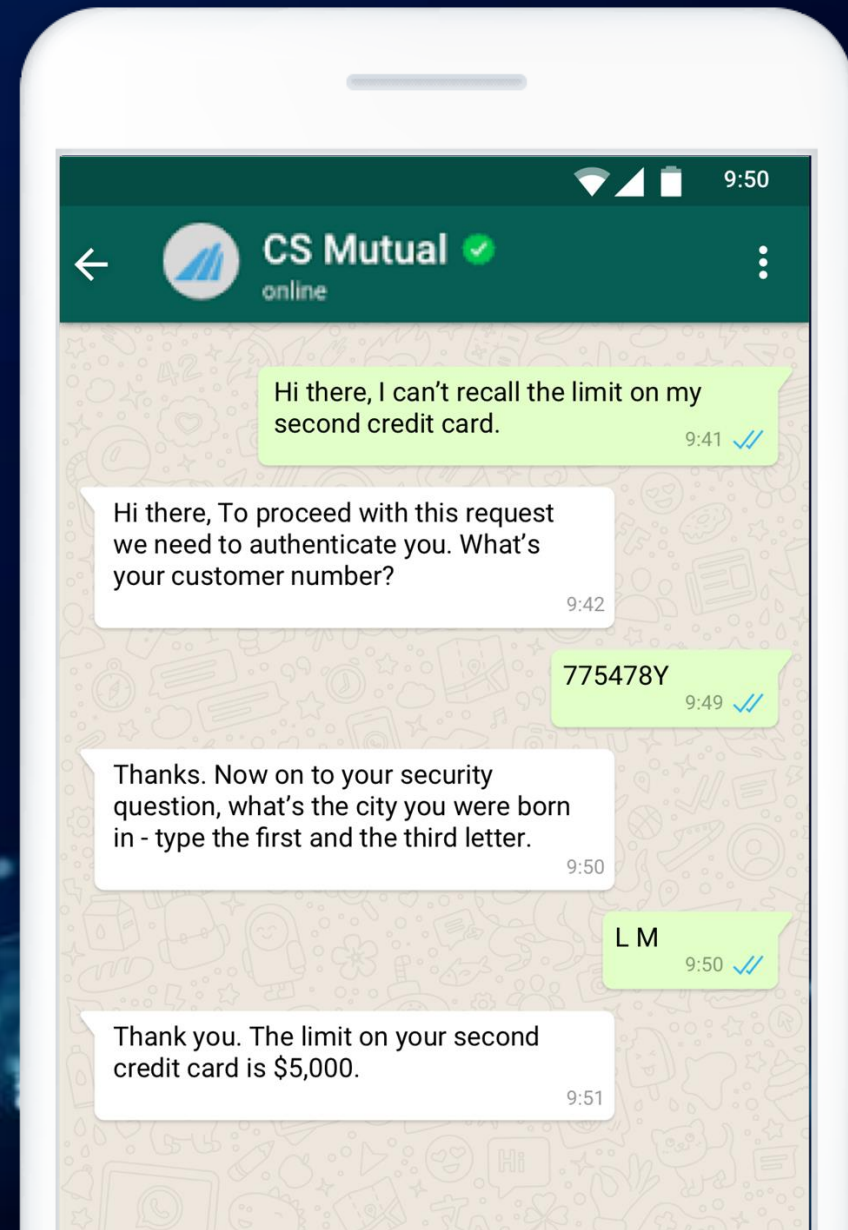 9:50
CS Mutual
online
Hi there, I can’t recall the limit on my
second credit card.
9:41
Hi there, To proceed with this request
we need to authenticate you. What’s
your customer number?
9:42
775478Y
9:49
Thanks. Now on to your security
question, what’s the city you were born
in - type the first and the third letter.
9:50
L M
9:50
Thank you. The limit on your second
credit card is $5,000.
9:51
Hi